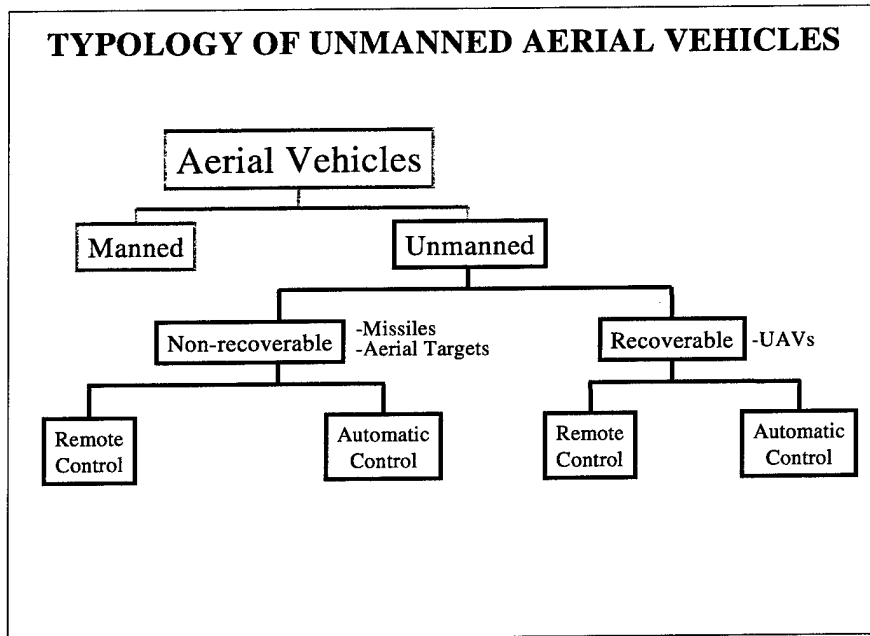 TYPOLOGY OF UNMANNED AERIAL VEHICLES
Aerial Vehicles
Manned
Unmanned
Non-recoverable
-Missiles
-Aerial Targets
Recoverable
-UAVs
Remote
Control
Automatic
Control
Remote
Control
Automatic
Control